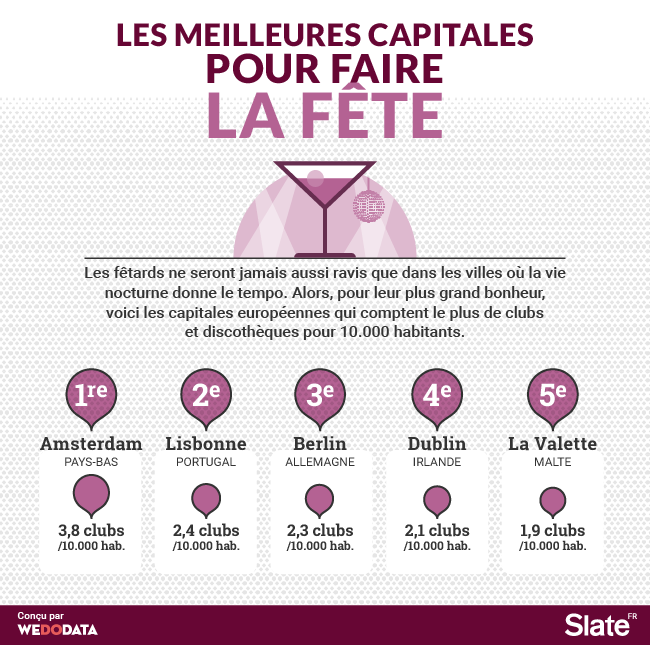 LES MEILLEURES CAPITALES
POUR FAIRE
LA FÊTE
Les fêtards ne seront jamais aussi ravis que dans les villes où la vie
nocturne donne le tempo. Alors, pour leur plus grand bonheur,
voici les capitales européennes qui comptent le plus de clubs
et discothèques pour 10.000 habitants.
1re
Amsterdam
PAYS-BAS
3,8 clubs
/10.000 hab.
2e
Lisbonne
PORTUGAL
2,4 clubs
/10.000 hab.
3e
Berlin
ALLEMAGNE
2,3 clubs
/10.000 hab.
4e
Dublin
IRLANDE
2,1 clubs
/10.000 hab.
5e
La Valette
MALTE
1,9 clubs
/10.000 hab.
Conçu par
WEDODATA
Slate FR